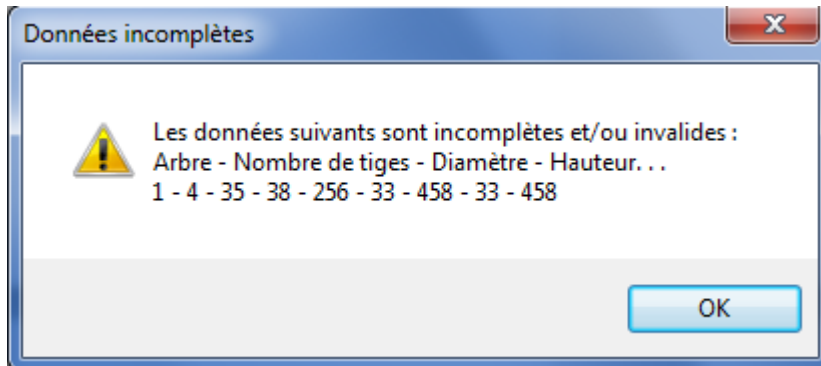 Données incomplètes
Les données suivants sont incomplètes et/ou invalides :
Arbre - Nombre de tiges - Diamètre - Hauteur. . .
1 - 4 - 35 - 38 - 256 - 33 - 458 - 33 - 458
OK